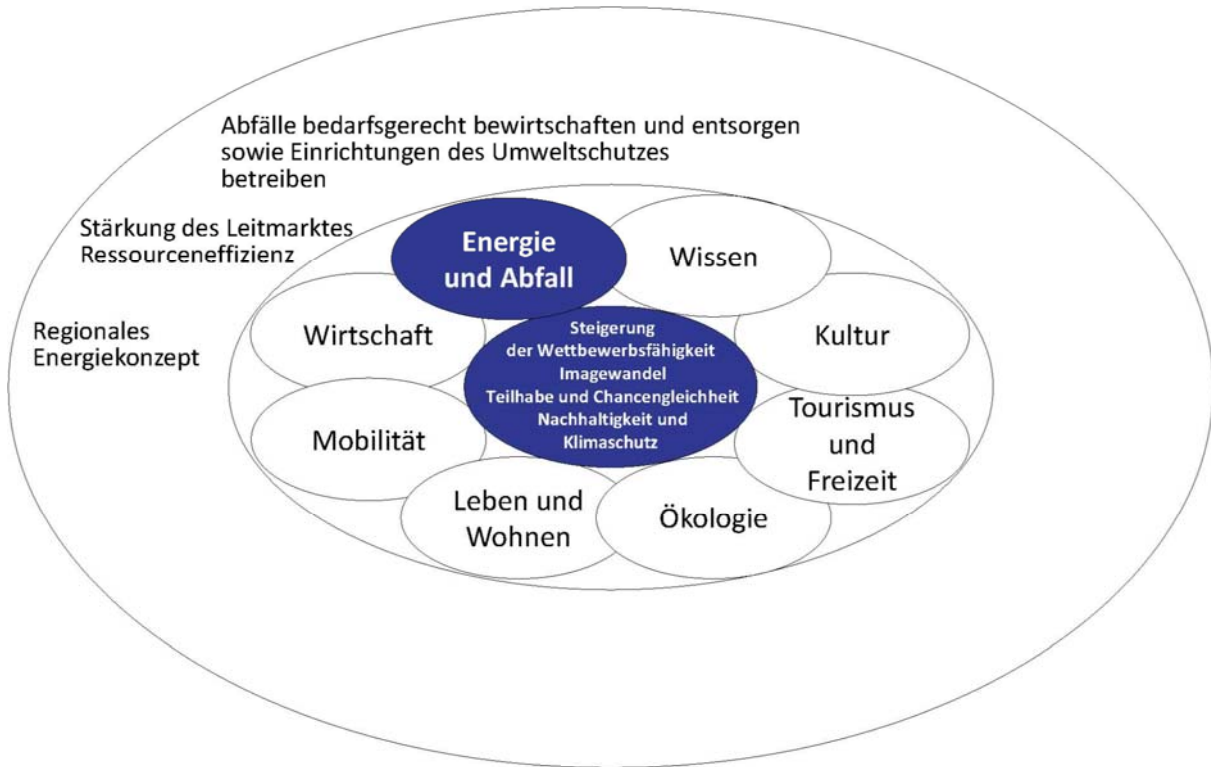 Abfälle bedarfsgerecht bewirtschaften und entsorgen
sowie Einrichtungen des Umweltschutzes
betreiben
Stärkung des Leitmarktes
Ressourceneffizienz
Regionales
Energiekonzept
Energie
und Abfall
Wissen
Wirtschaft
Kultur
Steigerung
der Wettbewerbsfähigkeit
Imagewandel
Teilhabe und Chancengleichheit
Nachhaltigkeit und
Klimaschutz
Mobilität
Tourismus
und
Freizeit
Leben und
Wohnen
Ökologie